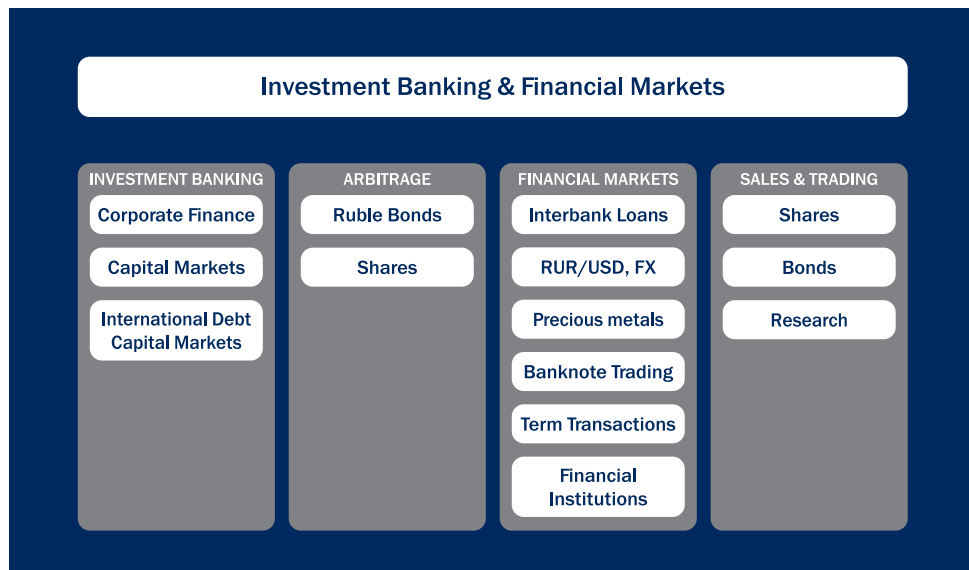 Investment Banking & Financial Markets
INVESTMENT BANKING
Corporate Finance
Capital Markets
International Debt
Capital Markets
ARBITRAGE
Ruble Bonds
Shares
FINANCIAL MARKETS
Interbank Loans
RUR/USD, FX
Precious metals
Banknote Trading
Term Transactions
Financial
Institutions
SALES & TRADING
Shares
Bonds
Research